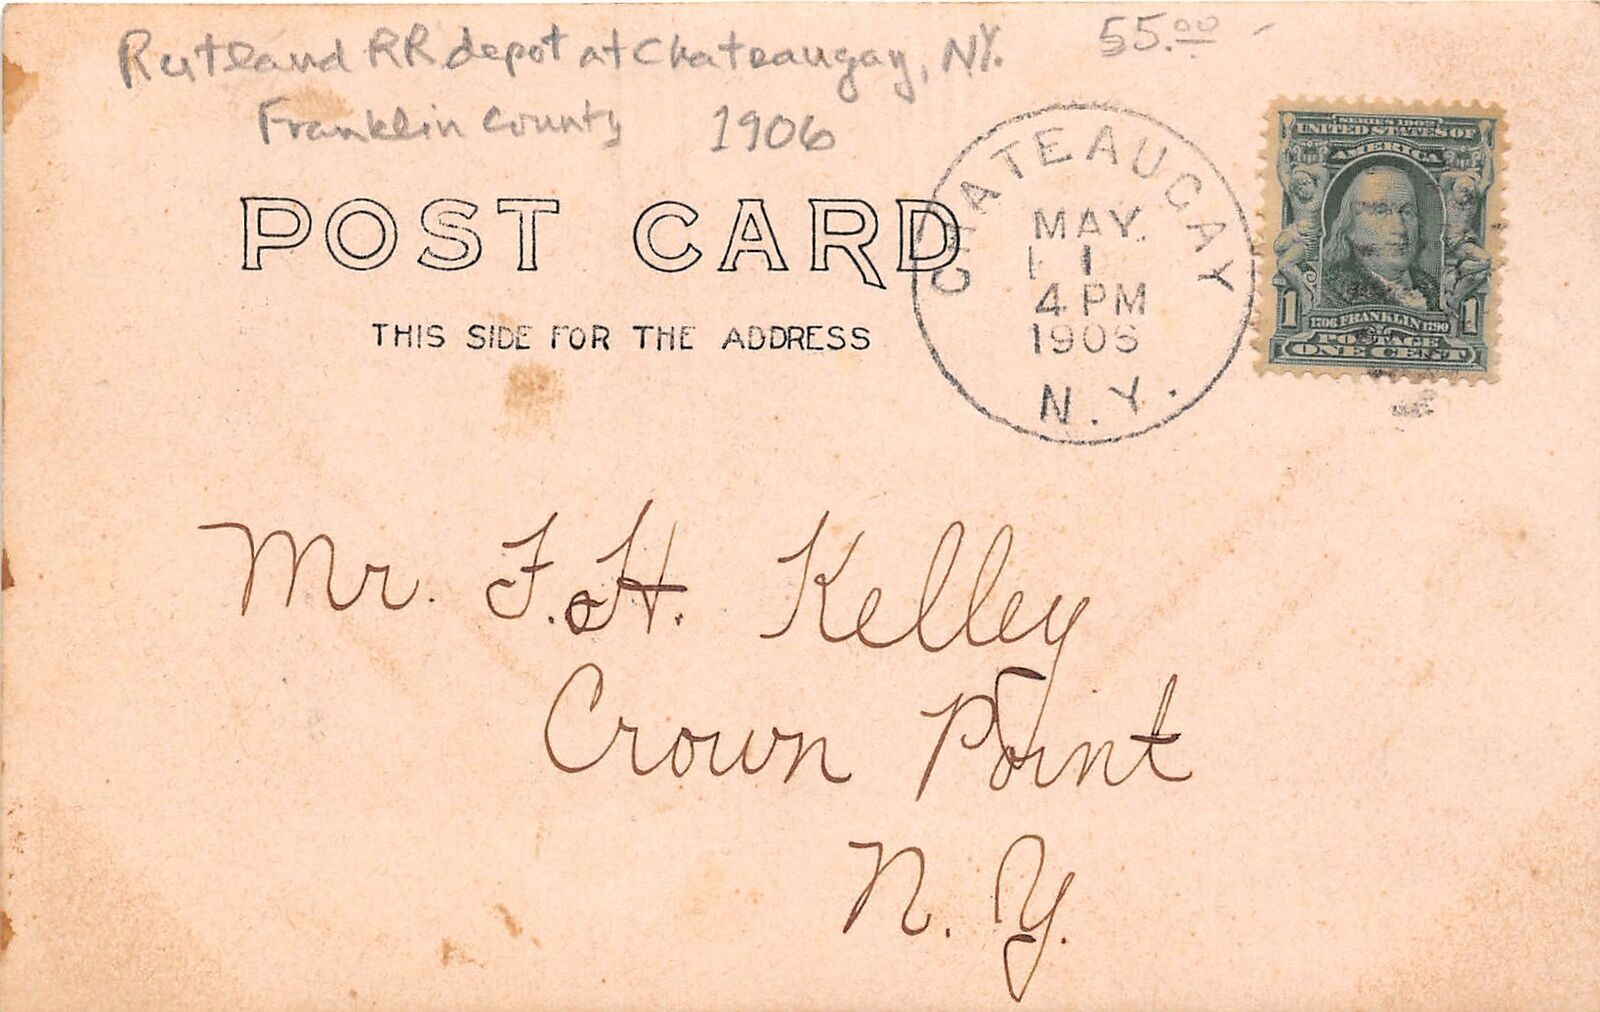 Rutland RR depot at Chateaugay, NY. 55.00
Franklin County 1906
POST CARD
THIS SIDE FOR THE ADDRESS
CHATEAUGAY
MAY
1
4 PM
1906
N.Y.
SERIES 1902
UNITED STATES OF
AMERICA
1 1706 FRANKLIN 1790 1
POSTAGE
ONE CENT
Mr. F. H. Kelley
Crown Point
N. Y.